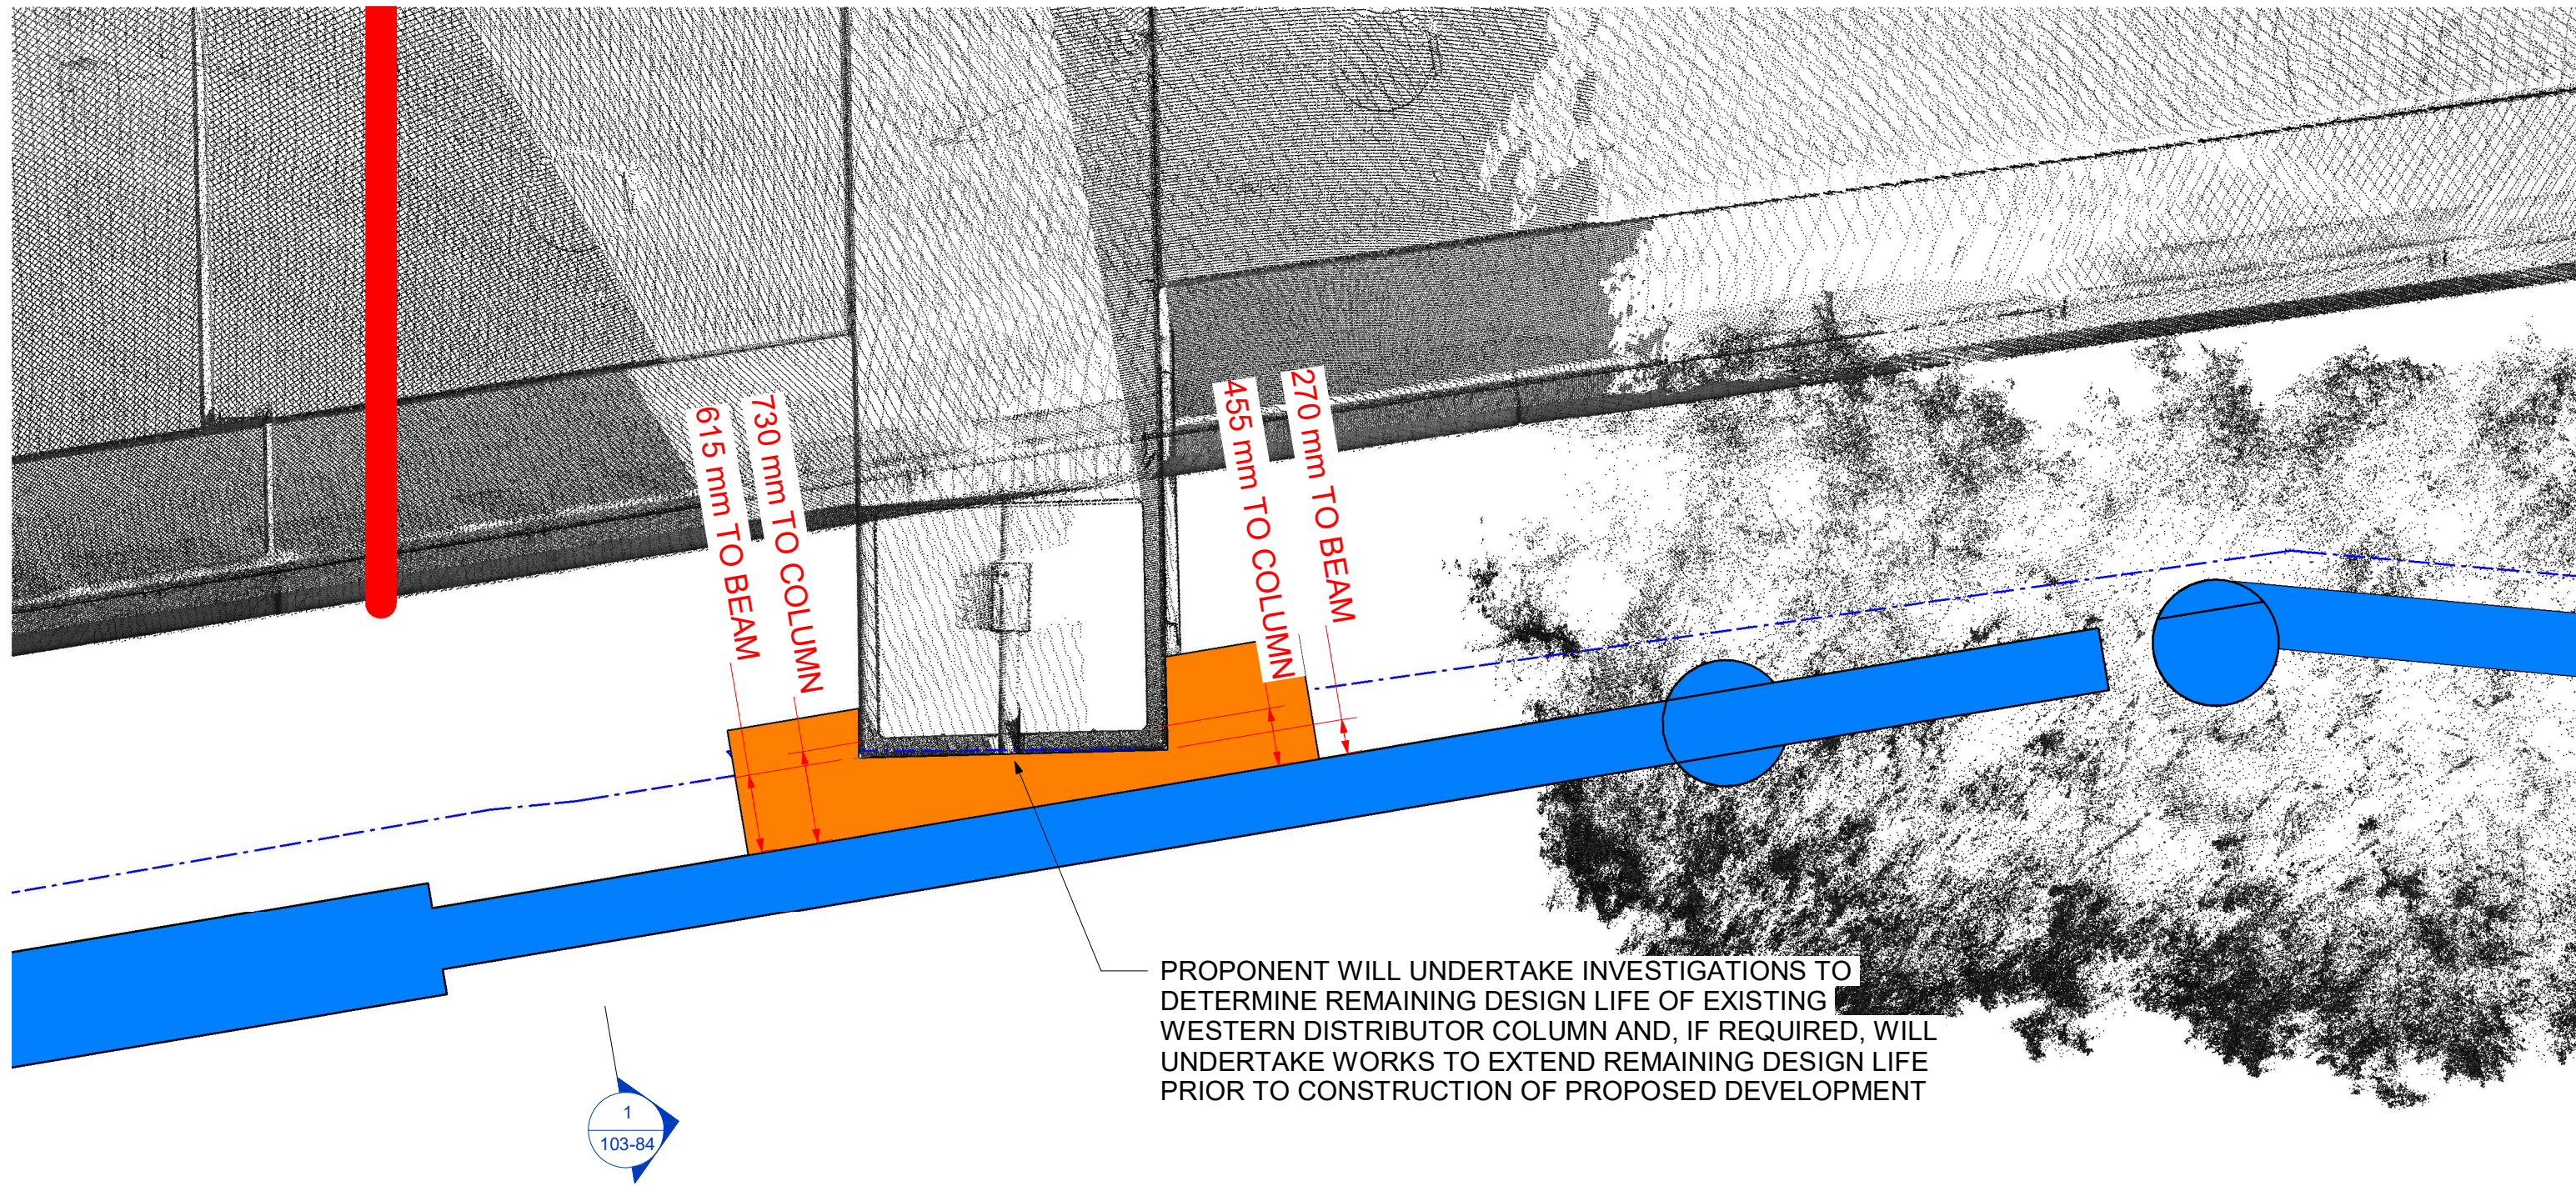 615 mm TO BEAM
730 mm TO COLUMN
455 mm TO COLUMN
270 mm TO BEAM
PROPONENT WILL UNDERTAKE INVESTIGATIONS TO
DETERMINE REMAINING DESIGN LIFE OF EXISTING
WESTERN DISTRIBUTOR COLUMN AND, IF REQUIRED, WILL
UNDERTAKE WORKS TO EXTEND REMAINING DESIGN LIFE
PRIOR TO CONSTRUCTION OF PROPOSED DEVELOPMENT
1
103-84